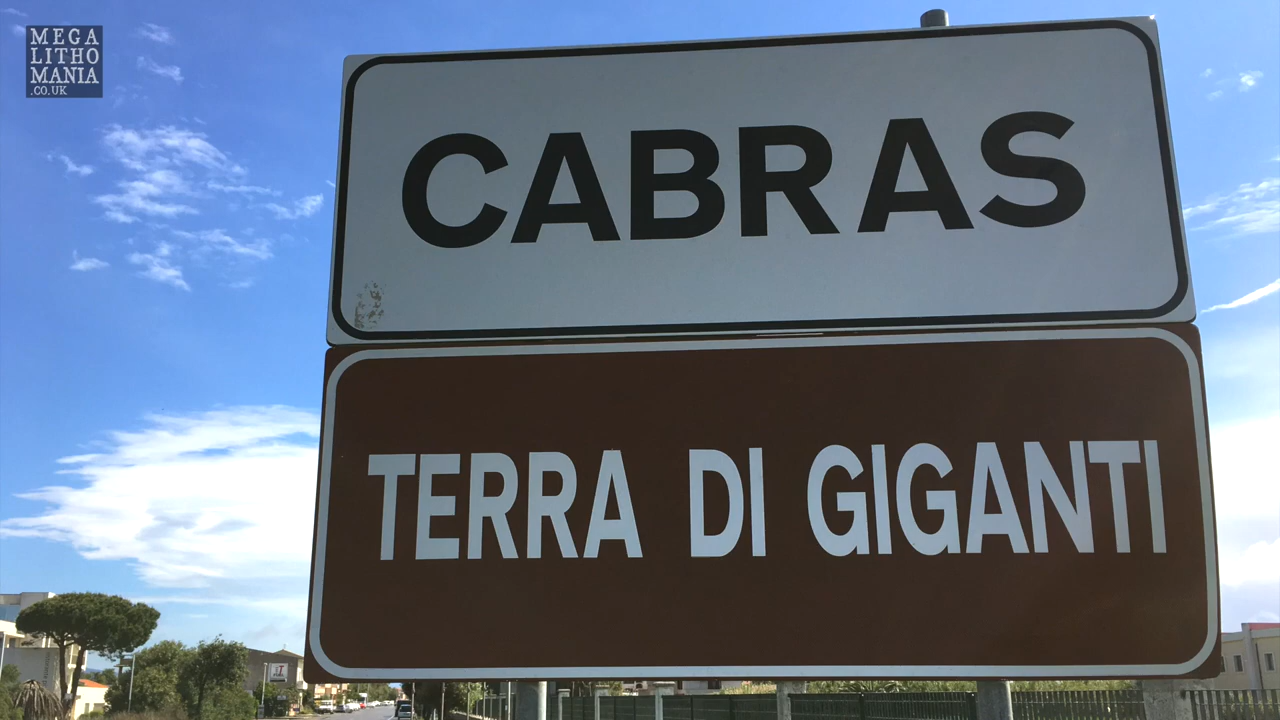 MEGA
LITHO
MANIA
.CO.UK
CABRAS
TERRA DI GIGANTI